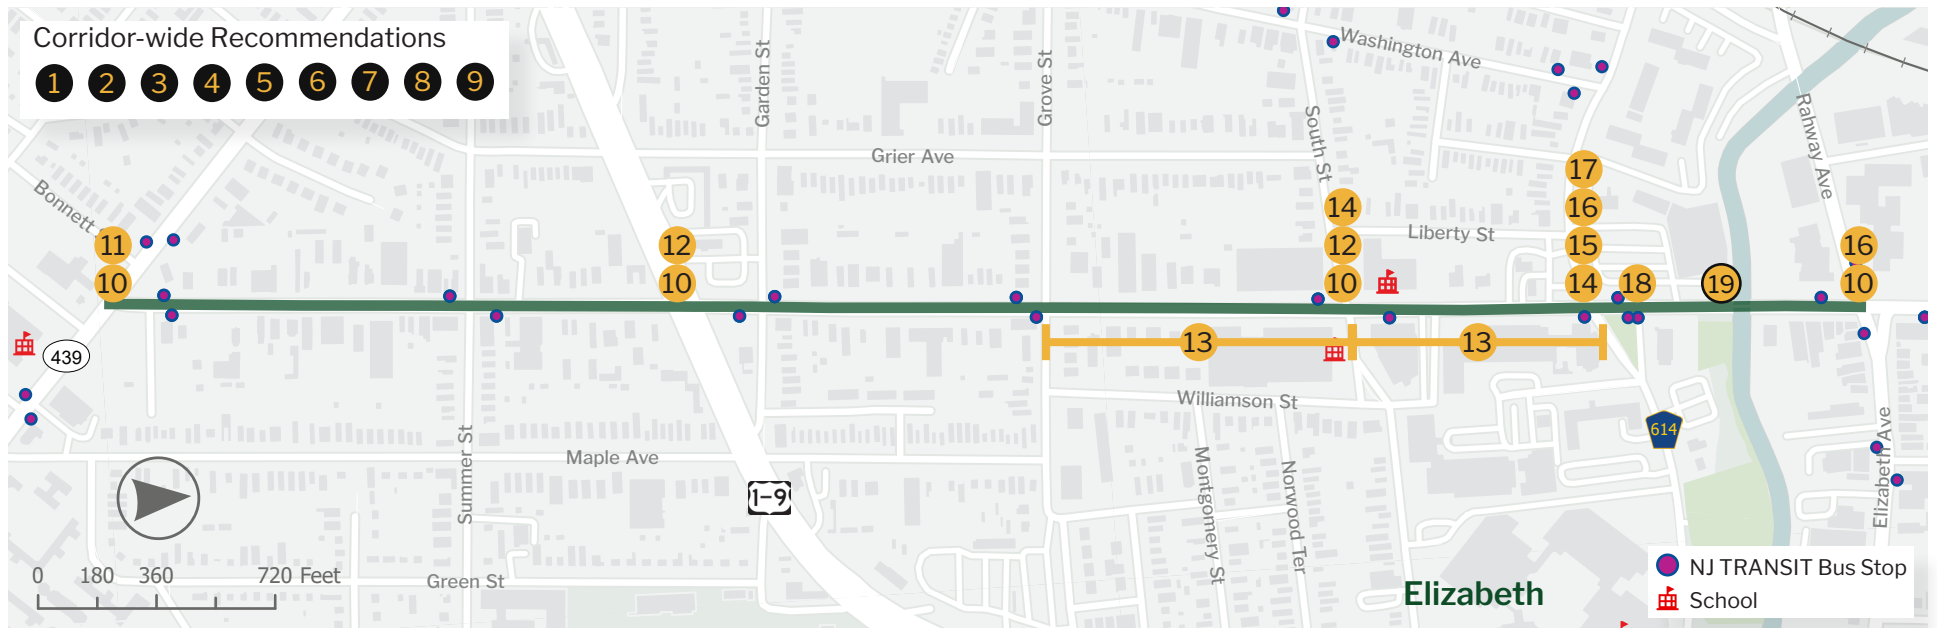 Corridor-wide Recommendations
1 2 3 4 5 6 7 8 9
Washington Ave
Garden St
Grove St
South St
Rahway Ave
Grier Ave
Bonnett
17
14
16
11
12
12
Liberty St
15
16
10
10
10
14
18
19
10
439
13
13
Williamson St
614
Summer St
Maple Ave
Montgomery St
Norwood Ter
Elizabeth Ave
1-9
0 180 360 720 Feet
Green St
Elizabeth
NJ TRANSIT Bus Stop
School